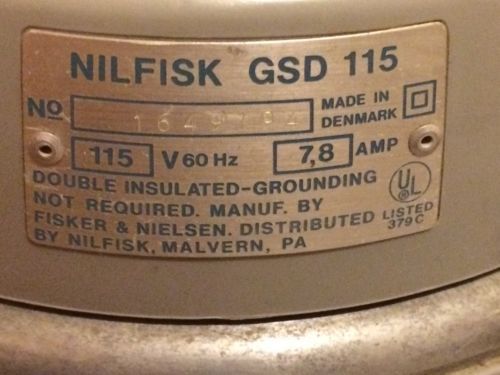 NILFISK GSD 115
No 1649794 MADE IN DENMARK
115 V 60 Hz 7,8 AMP
DOUBLE INSULATED-GROUNDING
NOT REQUIRED. MANUF. BY
FISKER & NIELSEN. DISTRIBUTED
BY NILFISK, MALVERN, PA
UL
LISTED
379C